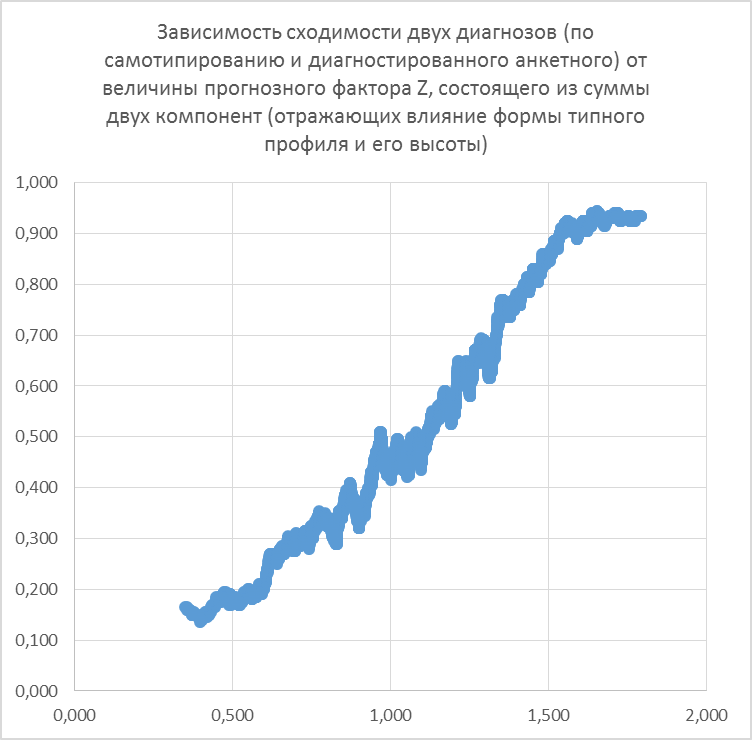 Зависимость сходимости двух диагнозов (по
самотипированию и диагностированного анкетного) от
величины прогнозного фактора Z, состоящего из суммы
двух компонент (отражающих влияние формы типного
профиля и его высоты)
1,000
0,900
0,800
0,700
0,600
0,500
0,400
0,300
0,200
0,100
0,000
0,000 0,500 1,000 1,500 2,000